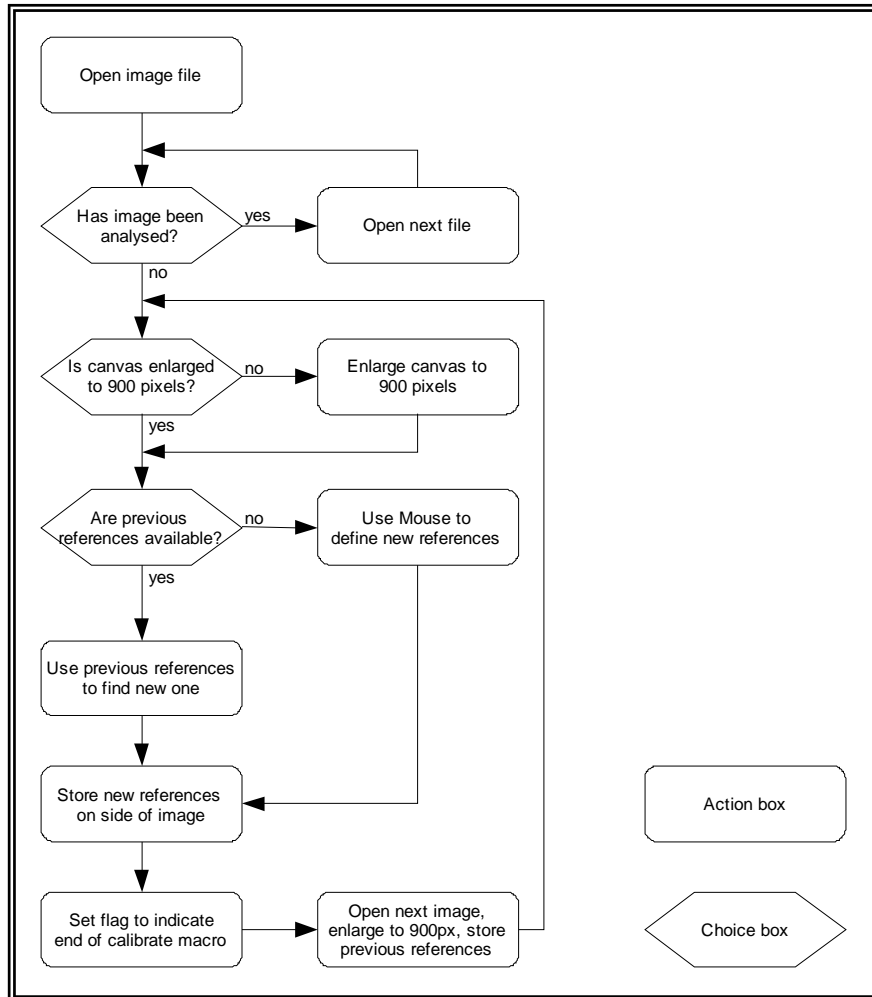 Open image file
Has image been
analysed?
yes
Open next file
no
Is canvas enlarged
to 900 pixels?
no
Enlarge canvas to
900 pixels
yes
Are previous
references available?
no
Use Mouse to
define new references
yes
Use previous references
to find new one
Store new references
on side of image
Action box
Set flag to indicate
end of calibrate macro
Open next image,
enlarge to 900px, store
previous references
Choice box